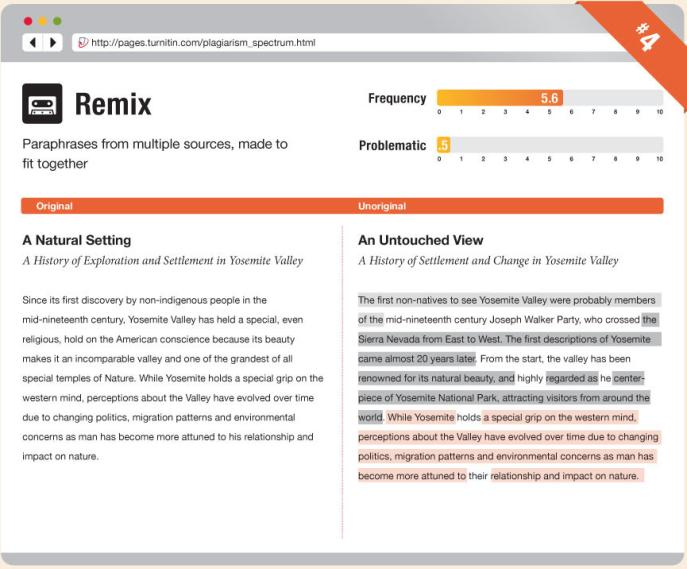 #4
http://pages.turnitin.com/plagiarism_spectrum.html
Remix
Paraphrases from multiple sources, made to
fit together
Frequency 5.6
0 1 2 3 4 5 6 7 8 9 10
Problematic .5
0 1 2 3 4 5 6 7 8 9 10
Original
Unoriginal
A Natural Setting
A History of Exploration and Settlement in Yosemite Valley
Since its first discovery by non-indigenous people in the
mid-nineteenth century, Yosemite Valley has held a special, even
religious, hold on the American conscience because its beauty
makes it an incomparable valley and one of the grandest of all
special temples of Nature. While Yosemite holds a special grip on the
western mind, perceptions about the Valley have evolved over time
due to changing politics, migration patterns and environmental
concerns as man has become more attuned to his relationship and
impact on nature.
An Untouched View
A History of Settlement and Change in Yosemite Valley
The first non-natives to see Yosemite Valley were probably members
of the mid-nineteenth century Joseph Walker Party, who crossed the
Sierra Nevada from East to West. The first descriptions of Yosemite
came almost 20 years later. From the start, the valley has been
renowned for its natural beauty, and highly regarded as he center-
piece of Yosemite National Park, attracting visitors from around the
world. While Yosemite holds a special grip on the western mind,
perceptions about the Valley have evolved over time due to changing
politics, migration patterns and environmental concerns as man has
become more attuned to their relationship and impact on nature.